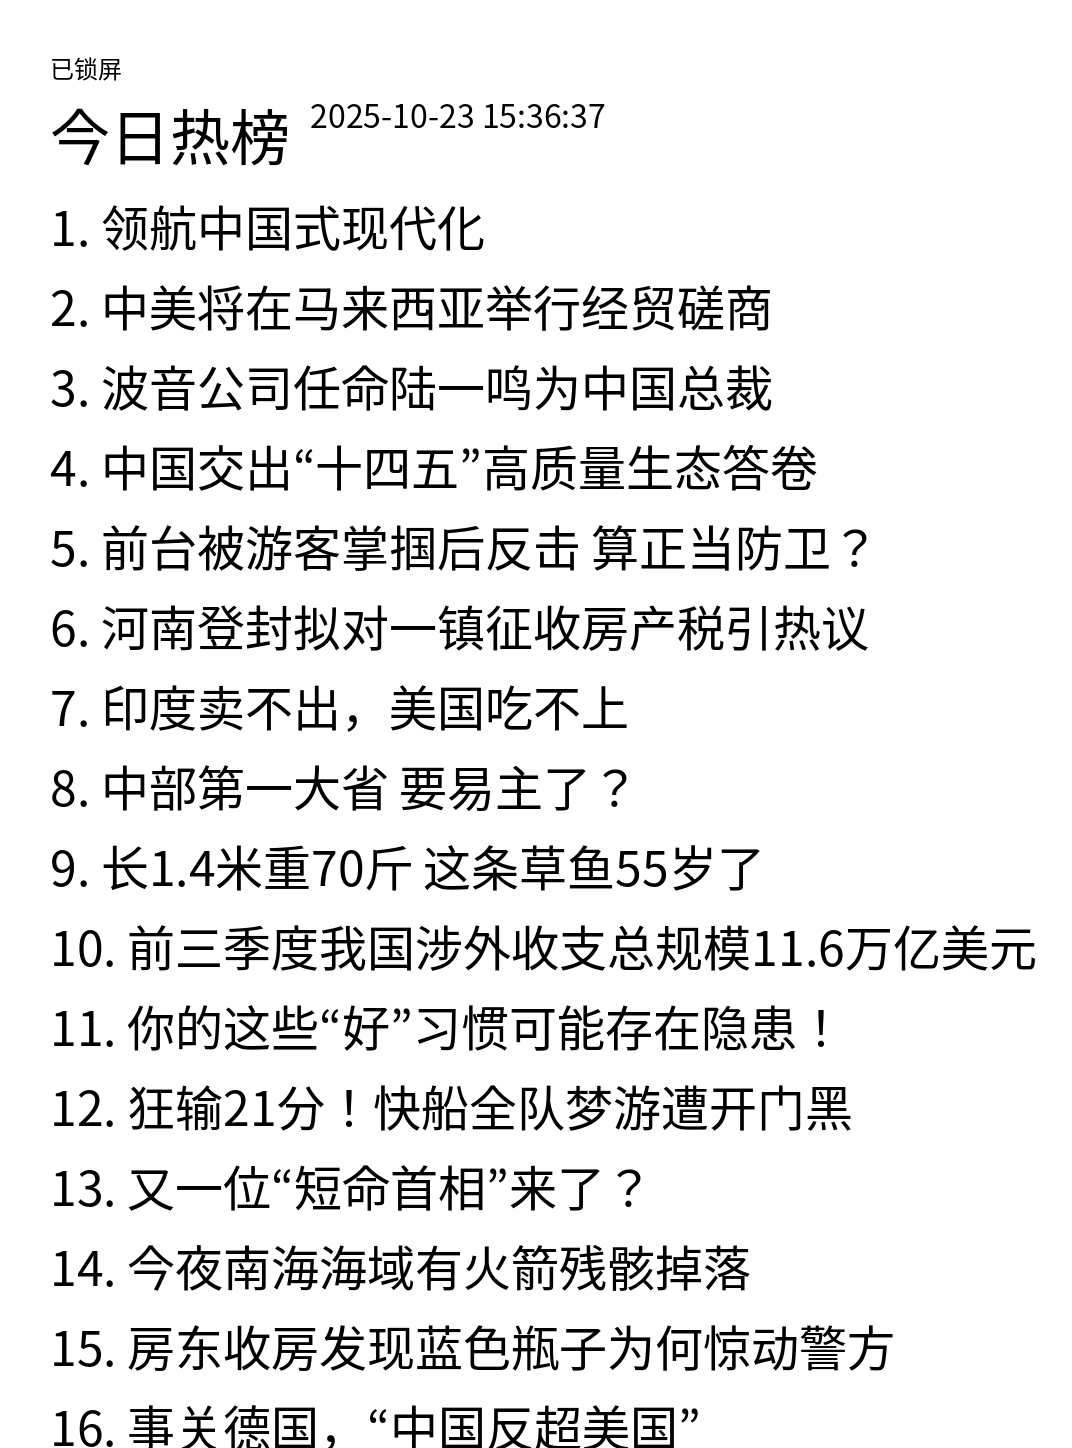 已锁屏
今日热榜 2025-10-23 15:36:37
1. 领航中国式现代化
2. 中美将在马来西亚举行经贸磋商
3. 波音公司任命陆一鸣为中国总裁
4. 中国交出“十四五”高质量生态答卷
5. 前台被游客掌掴后反击 算正当防卫？
6. 河南登封拟对一镇征收房产税引热议
7. 印度卖不出，美国吃不上
8. 中部第一大省 要易主了？
9. 长1.4米重70斤 这条草鱼55岁了
10. 前三季度我国涉外收支总规模11.6万亿美元
11. 你的这些“好”习惯可能存在隐患！
12. 狂输21分！快船全队梦游遭开门黑
13. 又一位“短命首相”来了？
14. 今夜南海海域有火箭残骸掉落
15. 房东收房发现蓝色瓶子为何惊动警方
16. 事关德国，“中国反超美国”